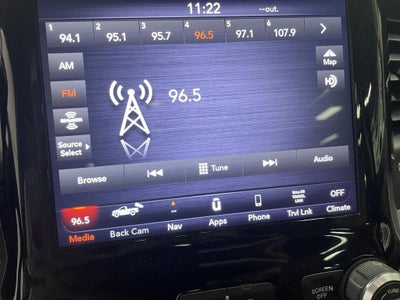 11:22 --out.
1 2 3 4 5 6
94.1 95.1 95.7 96.5 97.1 107.9
AM
Map
FM
96.5
HD
Source
Select
Browse Tune Audio
96.5 OFF
Media Back Cam Nav Apps Phone Trvl Lnk Climate
SCREEN
OFF
TUNE